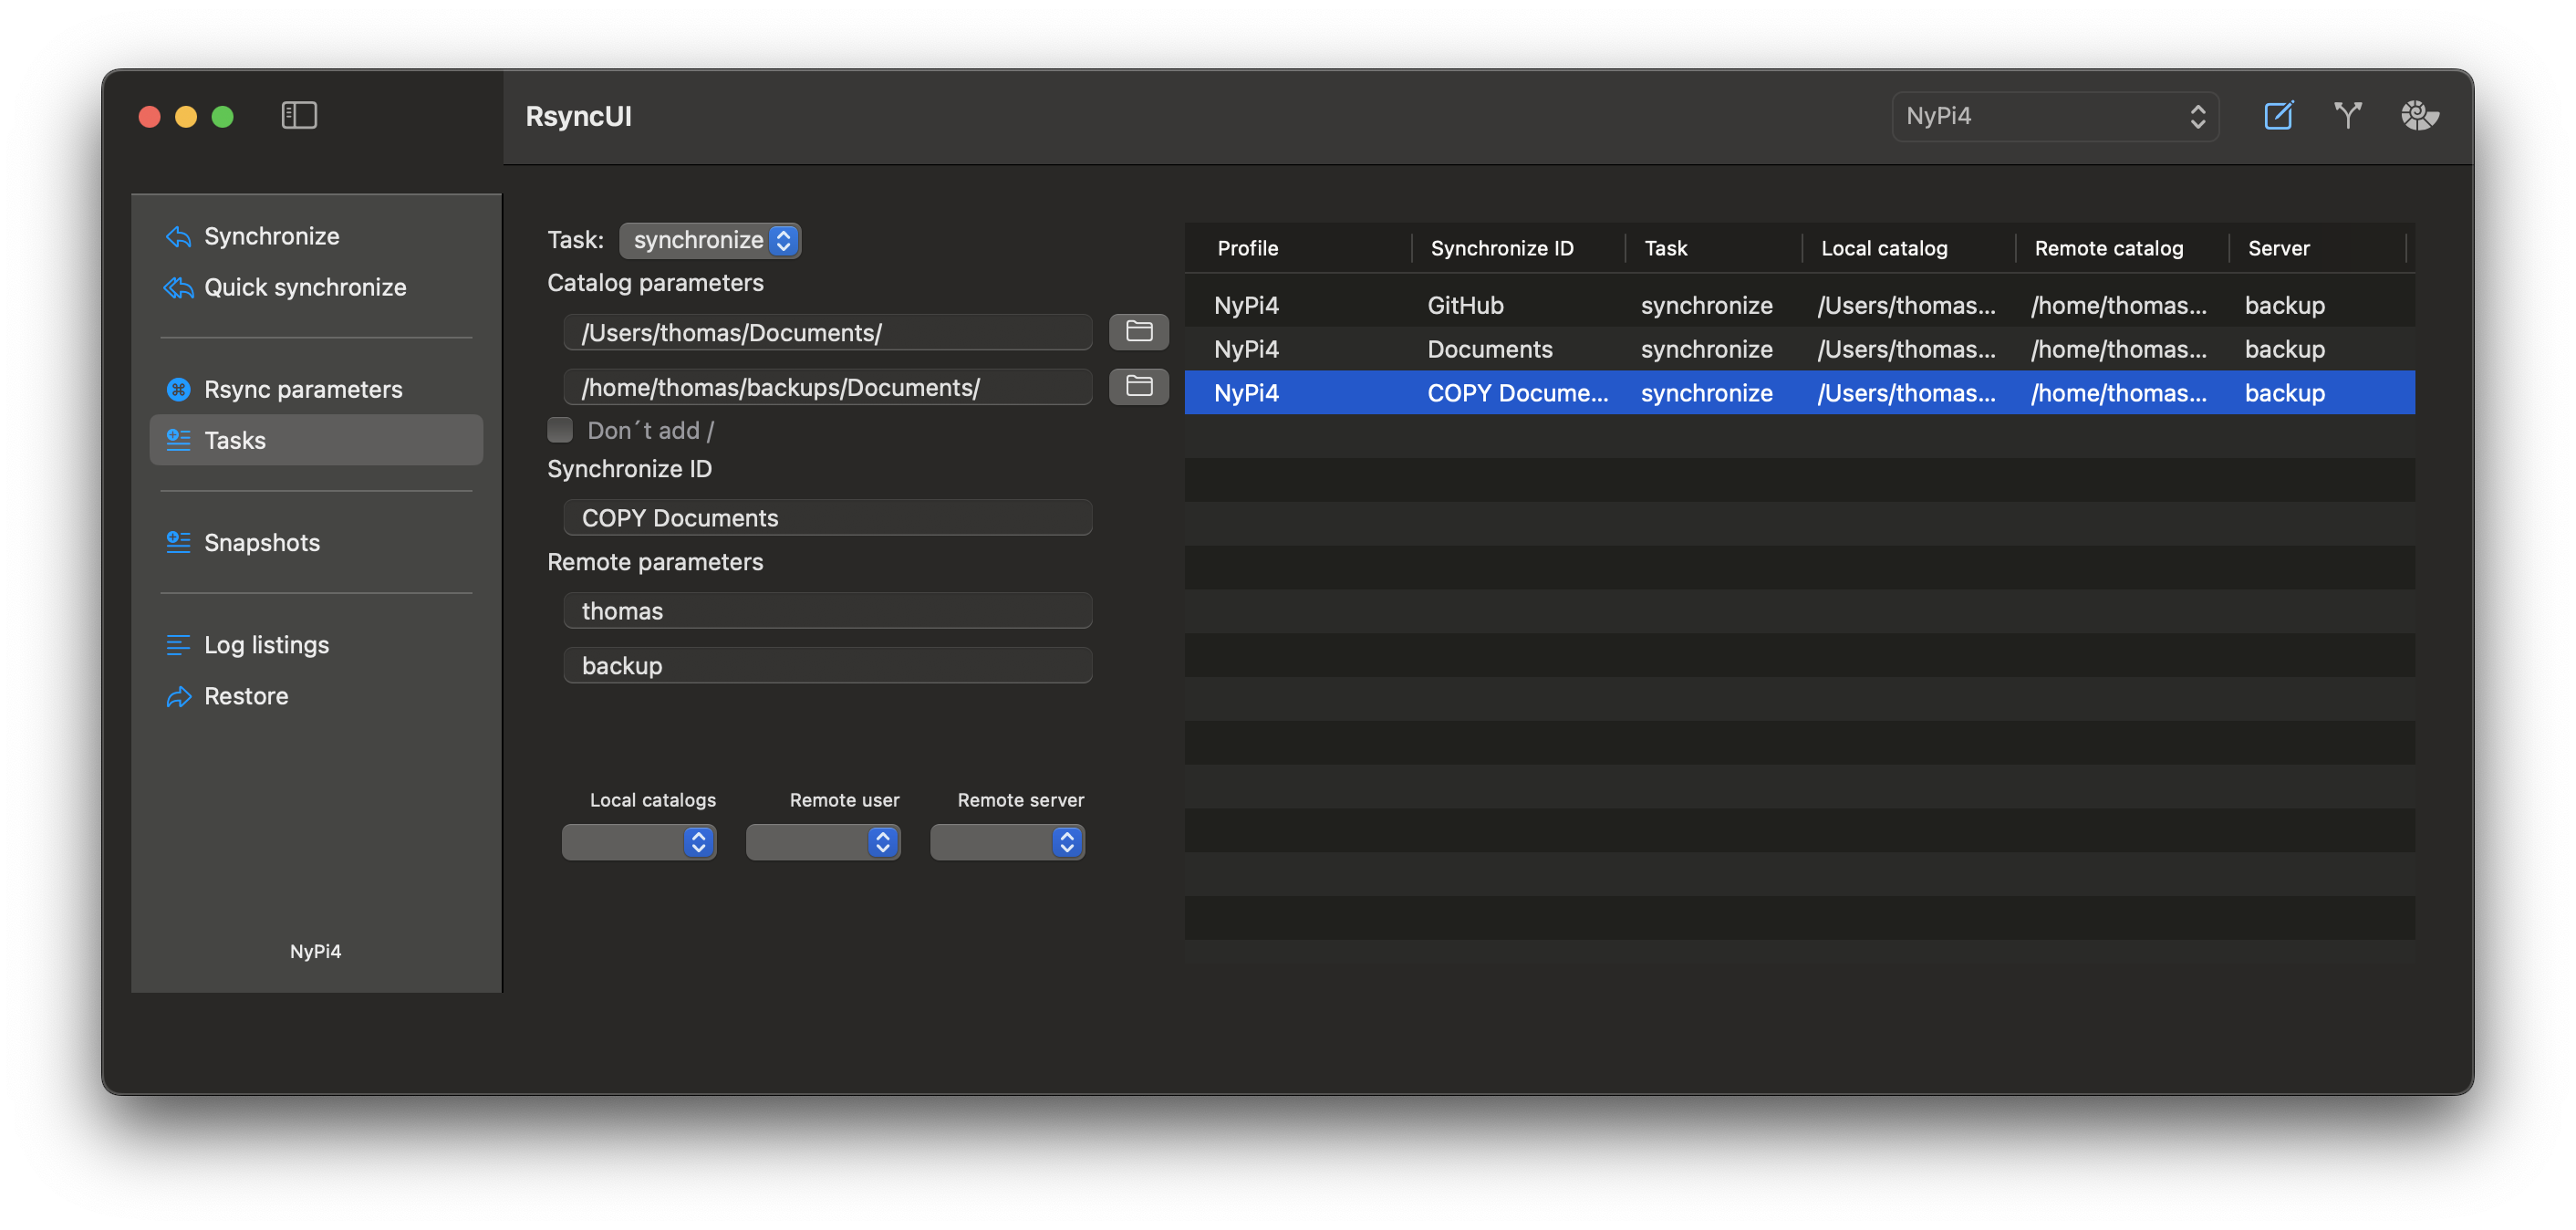 RsyncUI
NyPi4
Synchronize
Quick synchronize
Rsync parameters
Tasks
Snapshots
Log listings
Restore
NyPi4
Task: synchronize
Catalog parameters
/Users/thomas/Documents/
/home/thomas/backups/Documents/
Don´t add /
Synchronize ID
COPY Documents
Remote parameters
thomas
backup
Local catalogs Remote user Remote server
Profile Synchronize ID Task Local catalog Remote catalog Server
NyPi4 GitHub synchronize /Users/thomas... /home/thomas... backup
NyPi4 Documents synchronize /Users/thomas... /home/thomas... backup
NyPi4 COPY Docume... synchronize /Users/thomas... /home/thomas... backup